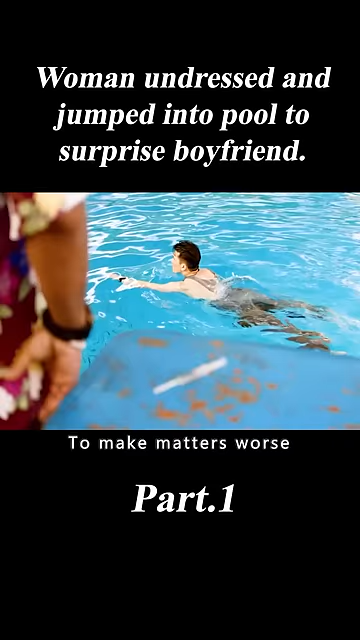 Woman undressed and
jumped into pool to
surprise boyfriend.
To make matters worse
Part.1